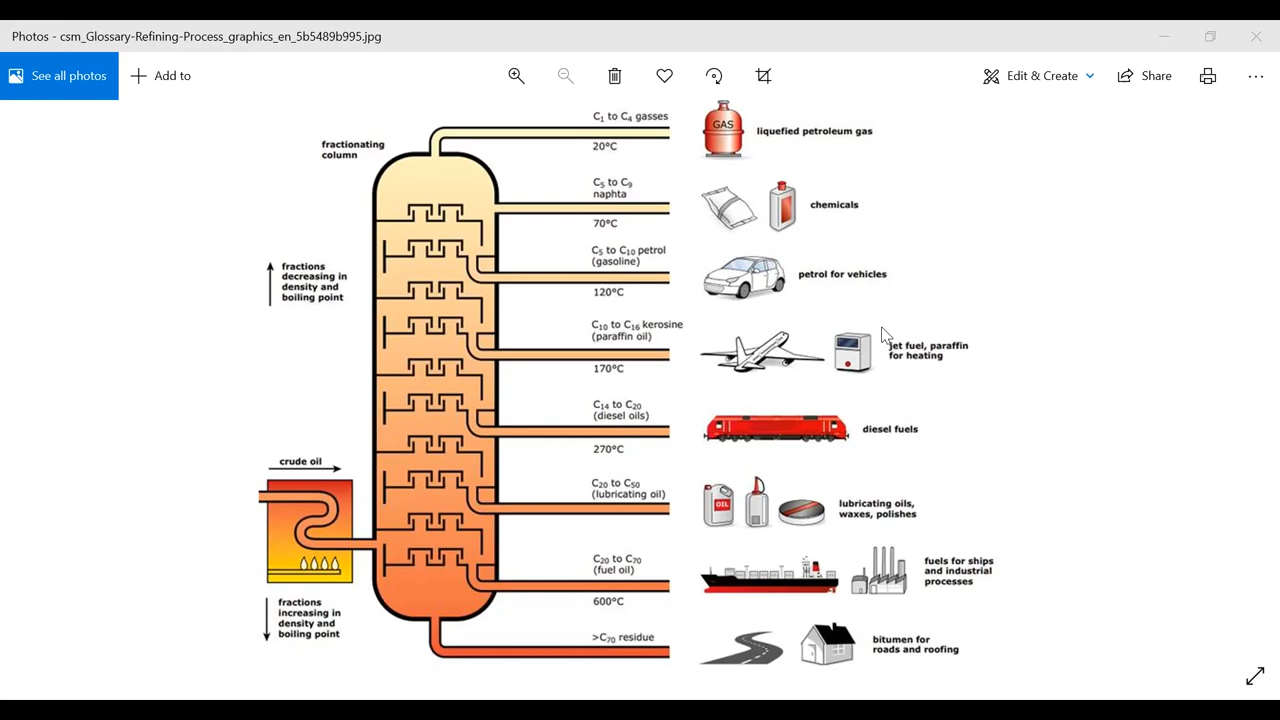 Photos - csm_Glossary-Refining-Process_graphics_en_5b5489b995.jpg
See all photos
Add to
Edit & Create
Share
fractionating
column
C₁ to C₄ gasses
20°C
GAS
liquefied petroleum gas
C₅ to C₉
naphta
70°C
chemicals
fractions
decreasing in
density and
boiling point
C₅ to C₁₀ petrol
(gasoline)
120°C
petrol for vehicles
C₁₀ to C₁₆ kerosine
(paraffin oil)
170°C
jet fuel, paraffin
for heating
C₁₄ to C₂₀
(diesel oils)
270°C
diesel fuels
crude oil
C₂₀ to C₅₀
(lubricating oil)
OIL
lubricating oils,
waxes, polishes
C₂₀ to C₇₀
(fuel oil)
600°C
fuels for ships
and industrial
processes
fractions
increasing in
density and
boiling point
>C₇₀ residue
bitumen for
roads and roofing